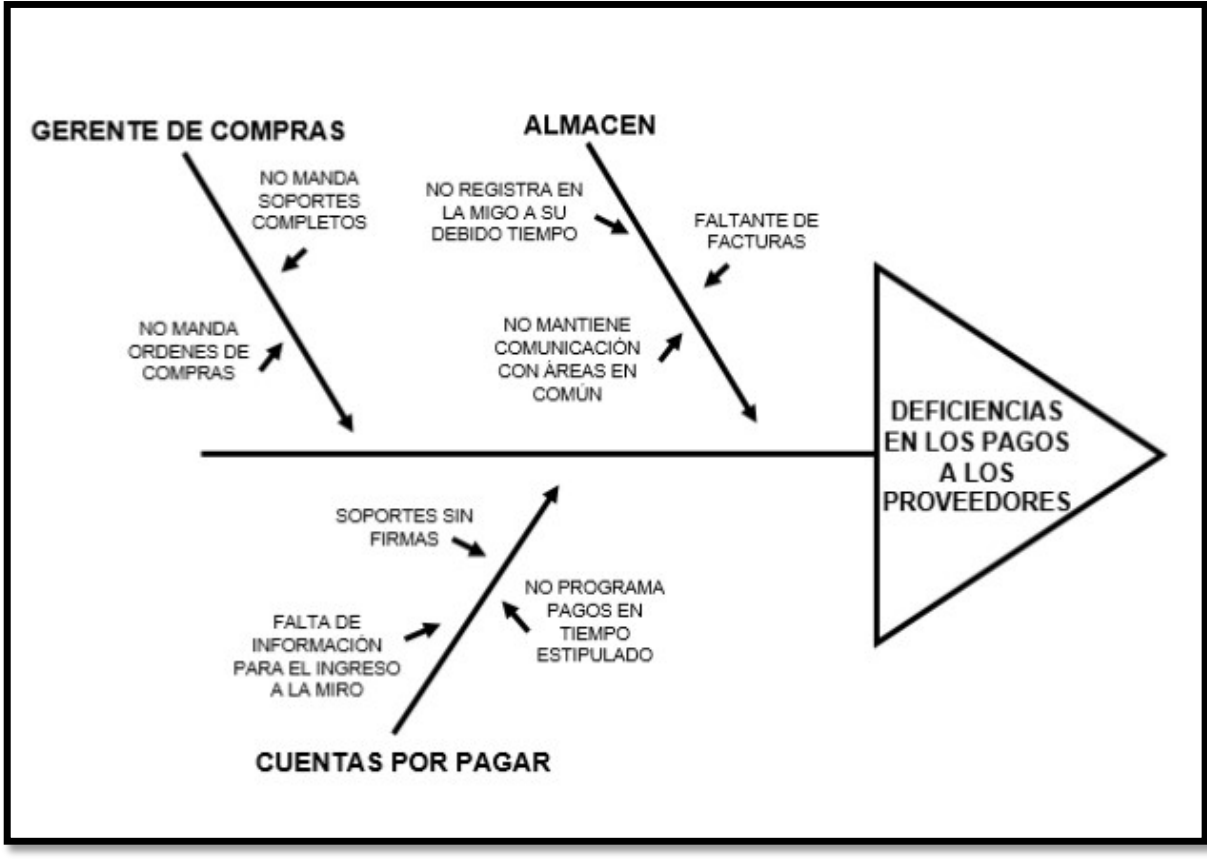 GERENTE DE COMPRAS
NO MANDA
SOPORTES
COMPLETOS
NO MANDA
ORDENES DE
COMPRAS
ALMACEN
NO REGISTRA EN
LA MIGO A SU
DEBIDO TIEMPO
FALTANTE DE
FACTURAS
NO MANTIENE
COMUNICACIÓN
CON ÁREAS EN
COMÚN
DEFICIENCIAS
EN LOS PAGOS
A LOS
PROVEEDORES
SOPORTES SIN
FIRMAS
NO PROGRAMA
PAGOS EN
TIEMPO
ESTIPULADO
FALTA DE
INFORMACIÓN
PARA EL INGRESO
A LA MIRO
CUENTAS POR PAGAR